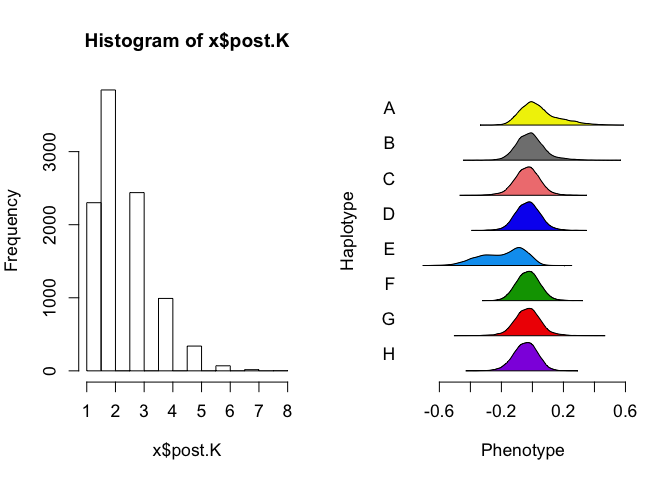 Histogram of x$post.K
Frequency
0
1000
2000
3000
1 2 3 4 5 6 7 8
x$post.K
Haplotype
A
B
C
D
E
F
G
H
-0.6 -0.2 0.2 0.6
Phenotype